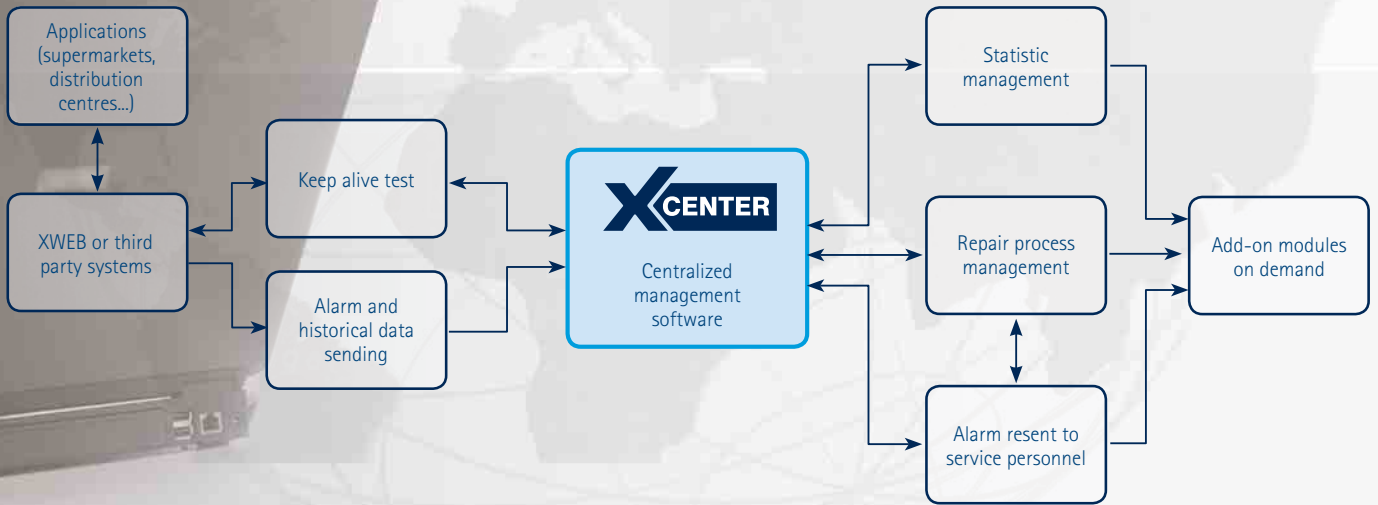 Applications
(supermarkets,
distribution
centres...)
XWEB or third
party systems
Keep alive test
Alarm and
historical data
sending
XCENTER
Centralized
management
software
Statistic
management
Repair process
management
Alarm resent to
service personnel
Add-on modules
on demand